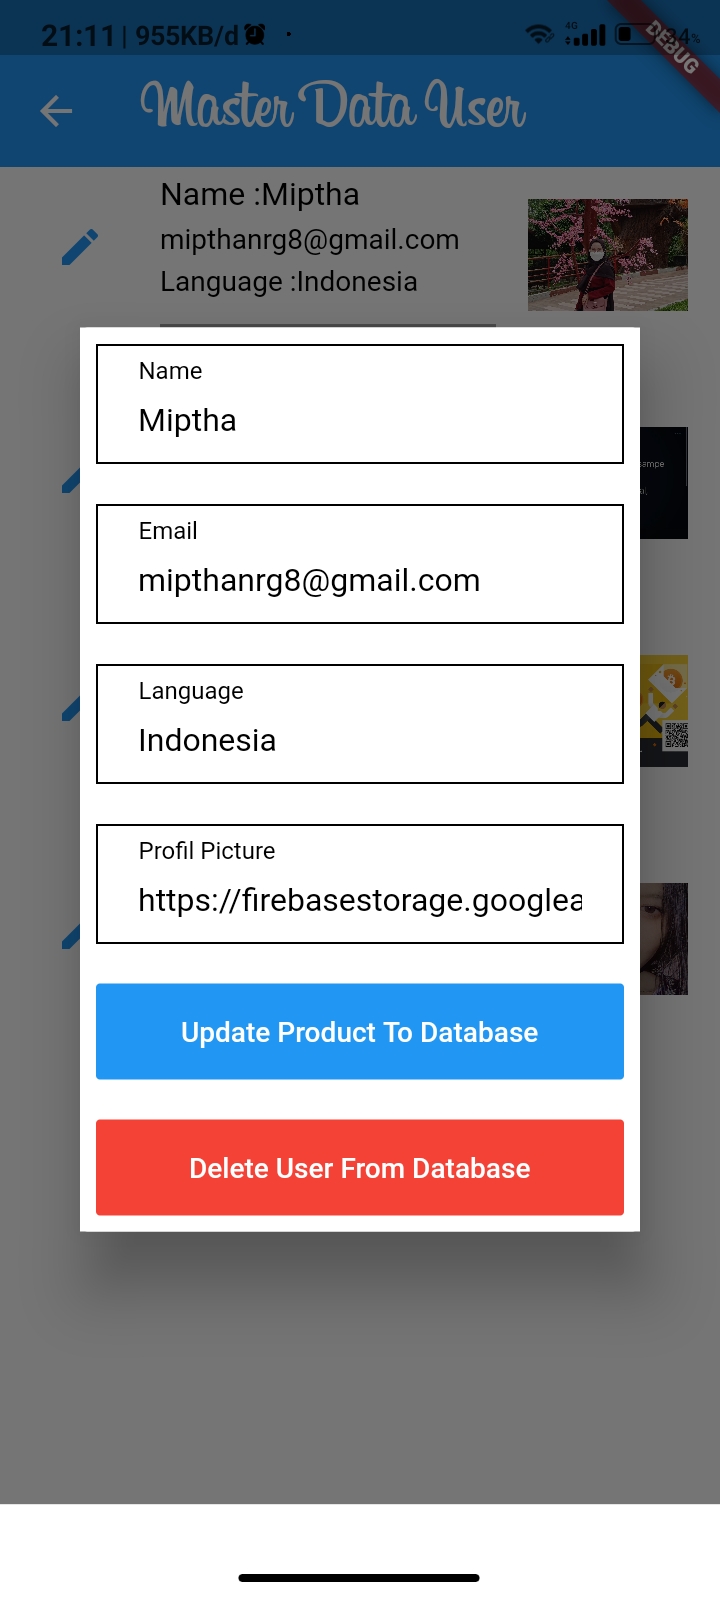 21:11 | 955KB/d
4G
34%
DEBUG
Master Data User
Name :Miptha
mipthanrg8@gmail.com
Language :Indonesia
Name
Miptha
sampe
Email
mipthanrg8@gmail.com
Language
Indonesia
Profil Picture
https://firebasestorage.googlea
Update Product To Database
Delete User From Database